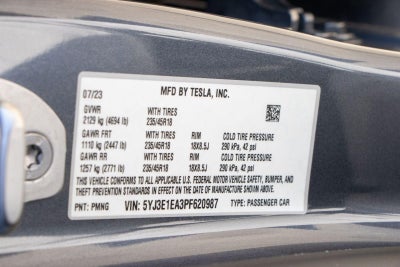 07/23 MFD BY TESLA, INC.
GVWR WITH TIRES
2129 kg (4694 lb) 235/45R18
GAWR FRT WITH TIRES RIM COLD TIRE PRESSURE
1110 kg (2447 lb) 235/45R18 18X8.5J 290 kPa, 42 psi
GAWR RR WITH TIRES RIM COLD TIRE PRESSURE
1257 kg (2771 lb) 235/45R18 18X8.5J 290 kPa, 42 psi
THIS VEHICLE CONFORMS TO ALL APPLICABLE U.S. FEDERAL MOTOR VEHICLE SAFETY, BUMPER, AND
THEFT PREVENTION STANDARDS IN EFFECT ON THE DATE OF MANUFACTURE SHOWN ABOVE.
PNT: PMNG VIN: 5YJ3E1EA3PF620987 TYPE: PASSENGER CAR